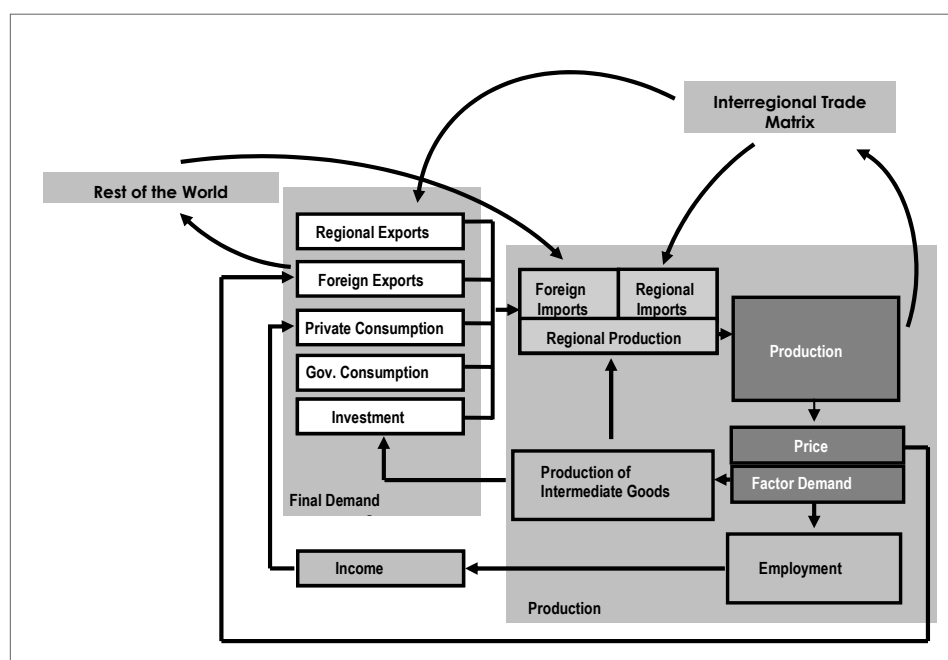 Interregional Trade
Matrix
Rest of the World
Regional Exports
Foreign Exports
Private Consumption
Gov. Consumption
Investment
Final Demand
Foreign
Imports
Regional
Imports
Regional Production
Production
Price
Factor Demand
Production of
Intermediate Goods
Income
Employment
Production